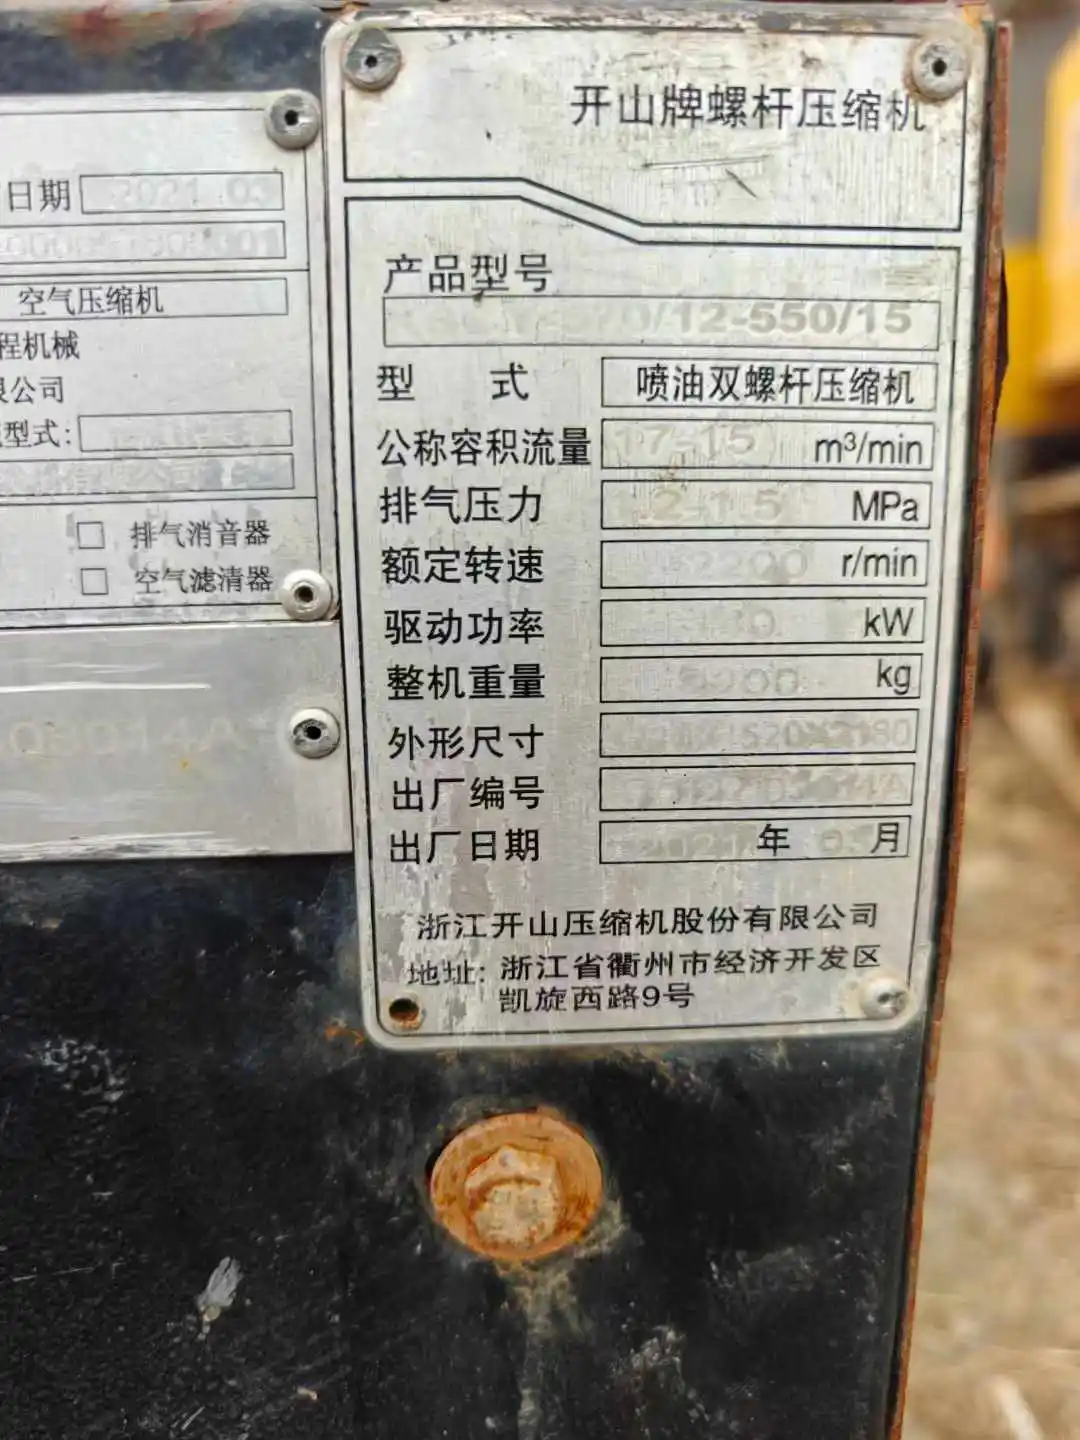 日期 2021 03
空气压缩机
程机械
限公司
型式:
排气消音器
空气滤清器
开山牌螺杆压缩机
产品型号
/12-550/15
型 式 喷油双螺杆压缩机
公称容积流量 17-15 m³/min
排气压力 MPa
额定转速 2200 r/min
驱动功率 kW
整机重量 kg
外形尺寸
出厂编号
出厂日期 2021 年 月
浙江开山压缩机股份有限公司
地址: 浙江省衢州市经济开发区
凯旋西路9号